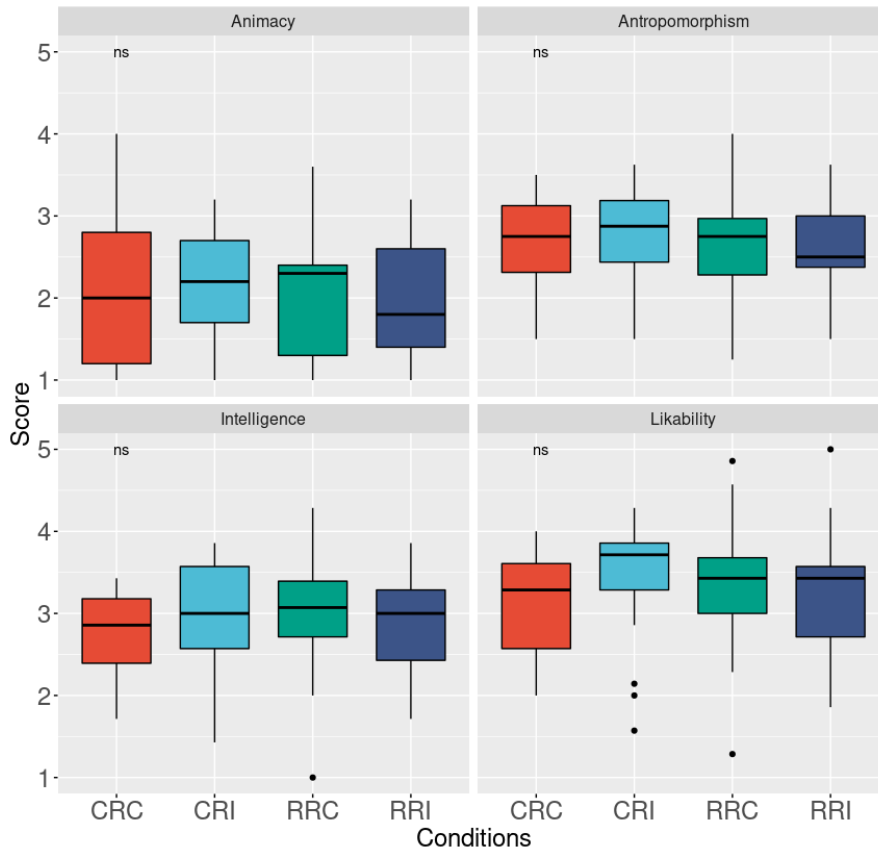 Animacy
Antropomorphism
ns
ns
5
4
3
2
1
Score
Intelligence
Likability
ns
ns
5
4
3
2
1
CRC CRI RRC RRI
CRC CRI RRC RRI
Conditions